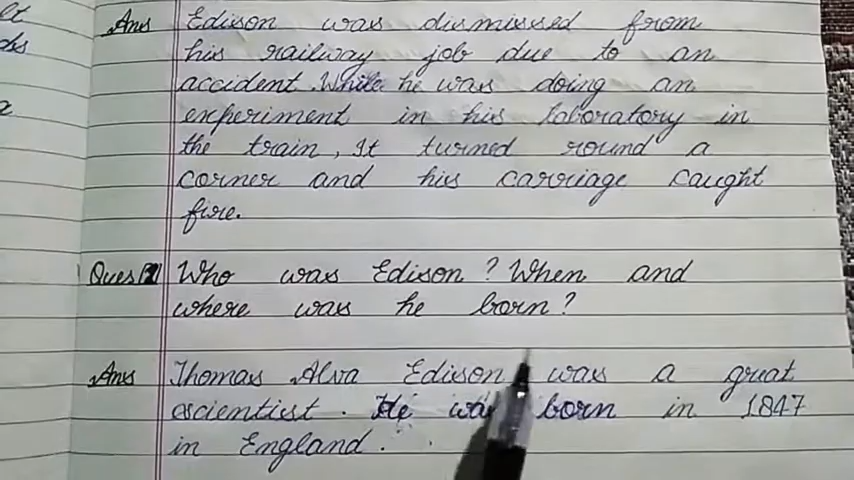 Ans Edison was dismissed from
his railway job due to an
accident. While he was doing an
experiment in his laboratory in
the train, It turned round a
corner and his carriage caught
fire.
Ques Who was Edison? When and
where was he born?
Ans Thomas Alva Edison was a great
scientist. He was born in 1847
in England.